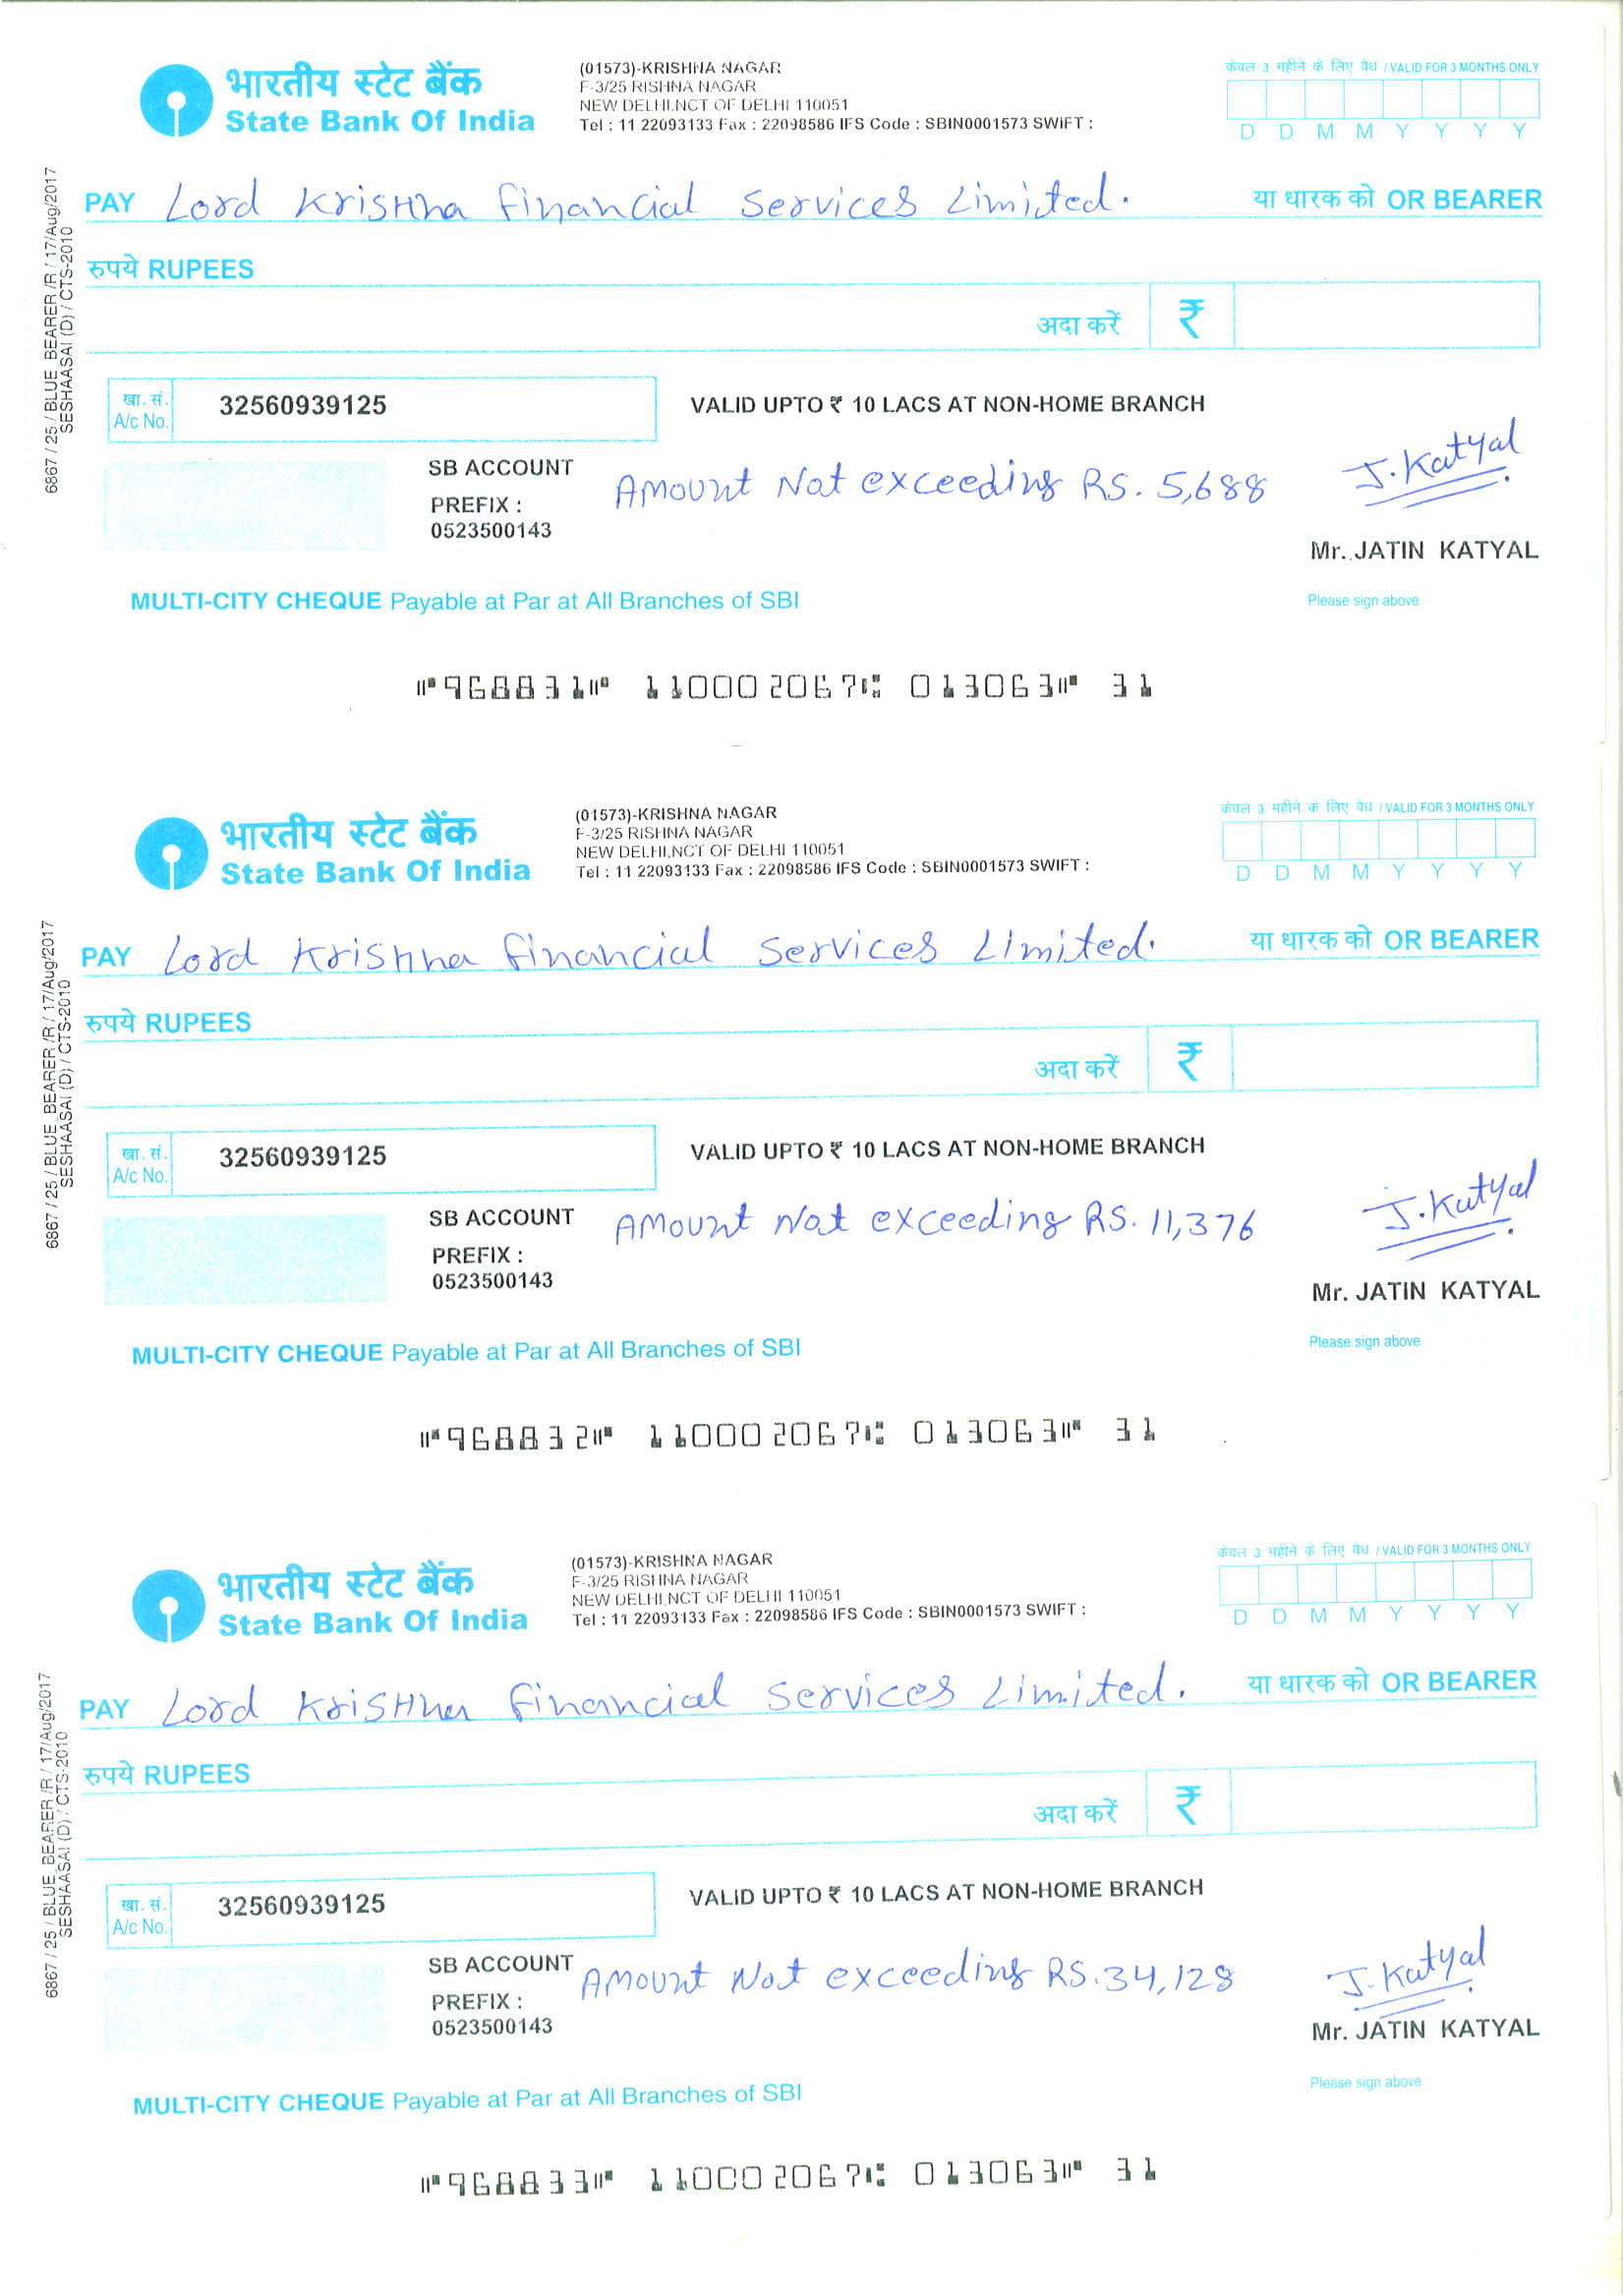 भारतीय स्टेट बैंक
State Bank Of India
(01573)-KRISHNA NAGAR
F-3/25 RISHNA NAGAR
NEW DELHI,NCT OF DELHI 110051
Tel : 11 22093133 Fax : 22098586 IFS Code : SBIN0001573 SWIFT :
केवल 3 महीने के लिए वैध / VALID FOR 3 MONTHS ONLY
D D M M Y Y Y Y
PAY Lord Krishna Financial Services Limited. या धारक को OR BEARER
रुपये RUPEES
अदा करें ₹
खा. सं.
A/c No. 32560939125
VALID UPTO ₹ 10 LACS AT NON-HOME BRANCH
SB ACCOUNT Amount Not exceeding RS. 5,688 J. Katyal
PREFIX :
0523500143
Mr. JATIN KATYAL
MULTI-CITY CHEQUE Payable at Par at All Branches of SBI Please sign above
⑈968831⑈ 110002067⑆ 013063⑈ 31
6867 / 25 / BLUE BEARER /R / 17/Aug/2017
SESHAASAI (D) / CTS-2010
भारतीय स्टेट बैंक
State Bank Of India
(01573)-KRISHNA NAGAR
F-3/25 RISHNA NAGAR
NEW DELHI,NCT OF DELHI 110051
Tel : 11 22093133 Fax : 22098586 IFS Code : SBIN0001573 SWIFT :
केवल 3 महीने के लिए वैध / VALID FOR 3 MONTHS ONLY
D D M M Y Y Y Y
PAY Lord Krishna Financial Services Limited. या धारक को OR BEARER
रुपये RUPEES
अदा करें ₹
खा. सं.
A/c No. 32560939125
VALID UPTO ₹ 10 LACS AT NON-HOME BRANCH
SB ACCOUNT Amount Not exceeding RS. 11,376 J. Katyal
PREFIX :
0523500143
Mr. JATIN KATYAL
MULTI-CITY CHEQUE Payable at Par at All Branches of SBI Please sign above
⑈968832⑈ 110002067⑆ 013063⑈ 31
6867 / 25 / BLUE BEARER /R / 17/Aug/2017
SESHAASAI (D) / CTS-2010
भारतीय स्टेट बैंक
State Bank Of India
(01573)-KRISHNA NAGAR
F-3/25 RISHNA NAGAR
NEW DELHI,NCT OF DELHI 110051
Tel : 11 22093133 Fax : 22098586 IFS Code : SBIN0001573 SWIFT :
केवल 3 महीने के लिए वैध / VALID FOR 3 MONTHS ONLY
D D M M Y Y Y Y
PAY Lord Krishna Financial Services Limited. या धारक को OR BEARER
रुपये RUPEES
अदा करें ₹
खा. सं.
A/c No. 32560939125
VALID UPTO ₹ 10 LACS AT NON-HOME BRANCH
SB ACCOUNT Amount Not exceeding RS. 34,128 J. Katyal
PREFIX :
0523500143
Mr. JATIN KATYAL
MULTI-CITY CHEQUE Payable at Par at All Branches of SBI Please sign above
⑈968833⑈ 110002067⑆ 013063⑈ 31
6867 / 25 / BLUE BEARER /R / 17/Aug/2017
SESHAASAI (D) / CTS-2010